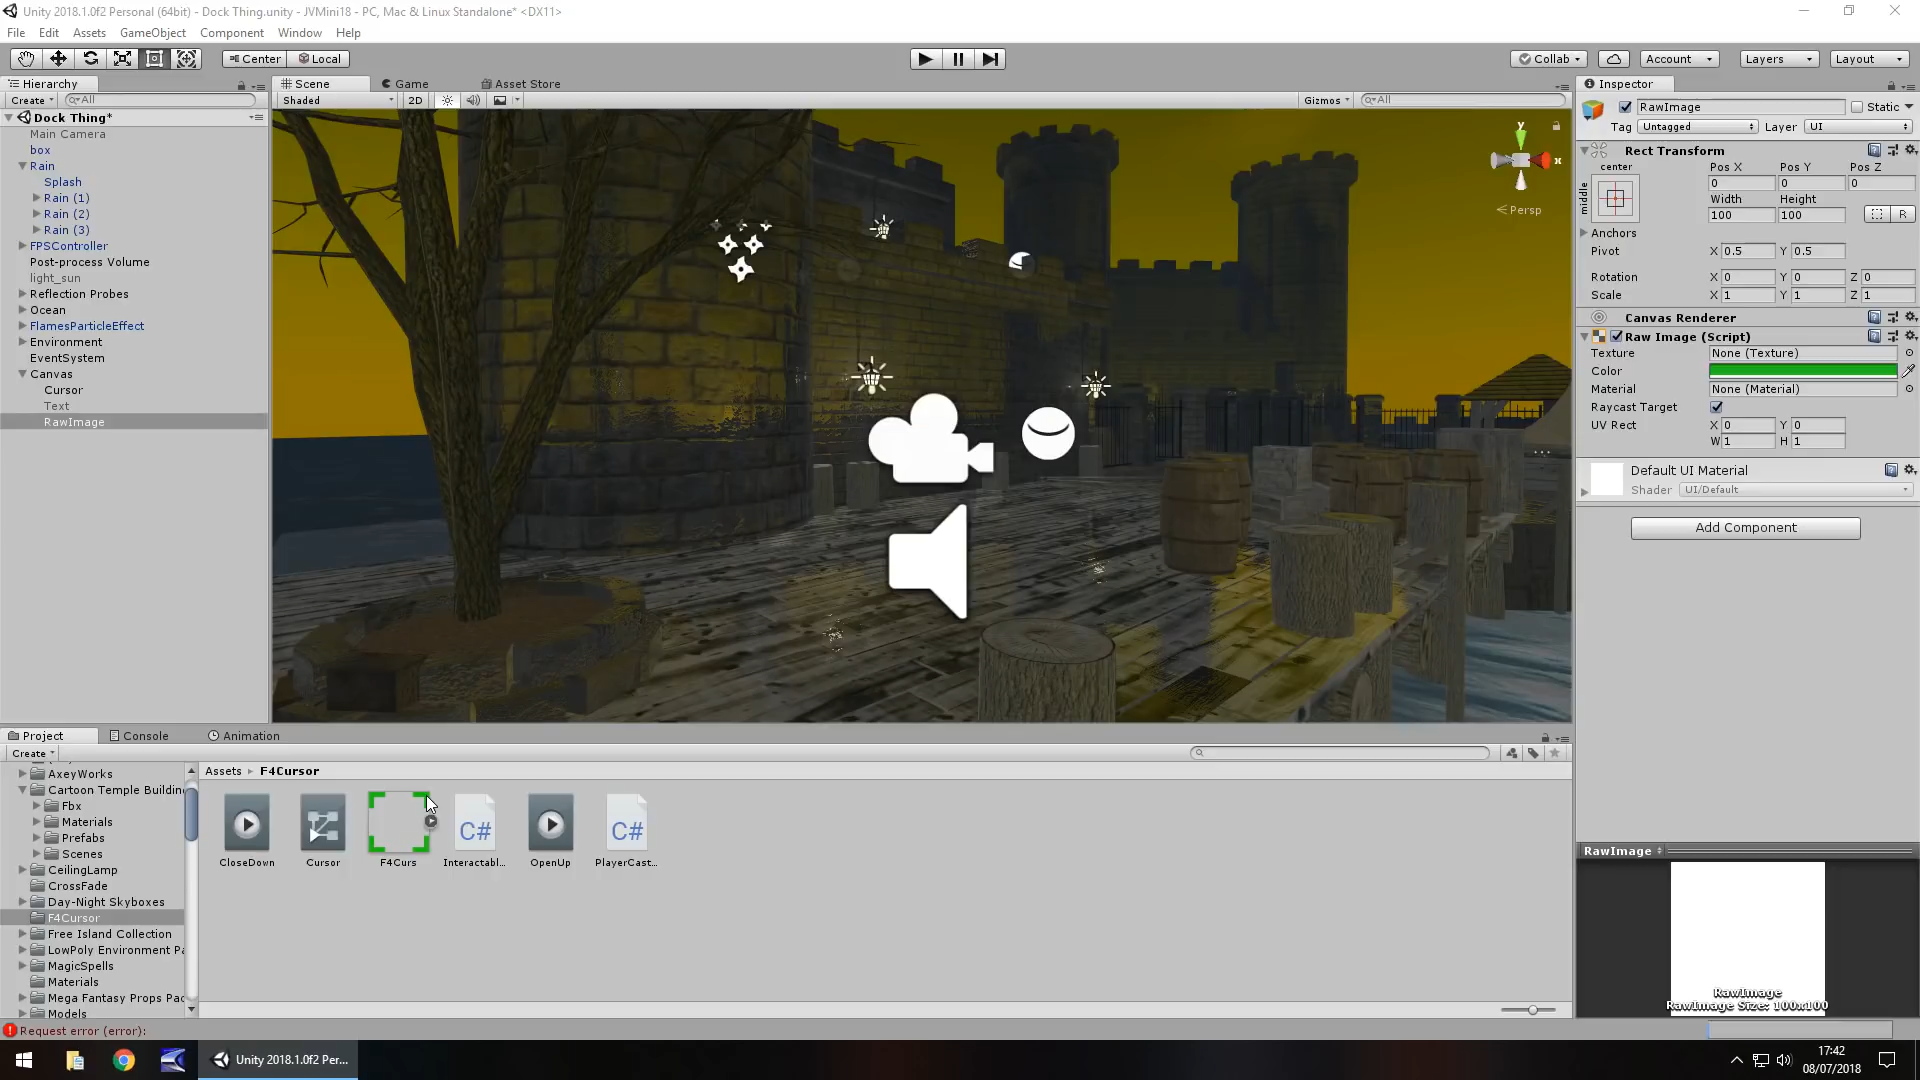 Unity 2018.1.0f2 Personal (64bit) - Dock Thing.unity - JVMini18 - PC, Mac & Linux Standalone* <DX11>
File Edit Assets GameObject Component Window Help
Center Local Collab Account Layers Layout
Hierarchy
Create All
Dock Thing*
Main Camera
box
Rain
Splash
Rain (1)
Rain (2)
Rain (3)
FPSController
Post-process Volume
light_sun
Reflection Probes
Ocean
FlamesParticleEffect
Environment
EventSystem
Canvas
Cursor
Text
RawImage
Scene Game Asset Store
Shaded 2D Gizmos All
y
x
Persp
Inspector
RawImage Static
Tag Untagged Layer UI
Rect Transform
center Pos X Pos Y Pos Z
middle 0 0 0
Width Height
100 100 R
Anchors
Pivot X 0.5 Y 0.5
Rotation X 0 Y 0 Z 0
Scale X 1 Y 1 Z 1
Canvas Renderer
Raw Image (Script)
Texture None (Texture)
Color
Material None (Material)
Raycast Target
UV Rect X 0 Y 0
W 1 H 1
Default UI Material
Shader UI/Default
Add Component
RawImage
RawImage
RawImage Size: 100x100
Project Console Animation
Create
AxeyWorks
Cartoon Temple Building
Fbx
Materials
Prefabs
Scenes
CeilingLamp
CrossFade
Day-Night Skyboxes
F4Cursor
Free Island Collection
LowPoly Environment Pa
MagicSpells
Materials
Mega Fantasy Props Pac
Models
Assets F4Cursor
C# C#
CloseDown Cursor F4Curs Interactabl... OpenUp PlayerCast...
Request error (error):
Unity 2018.1.0f2 Per...
17:42
08/07/2018